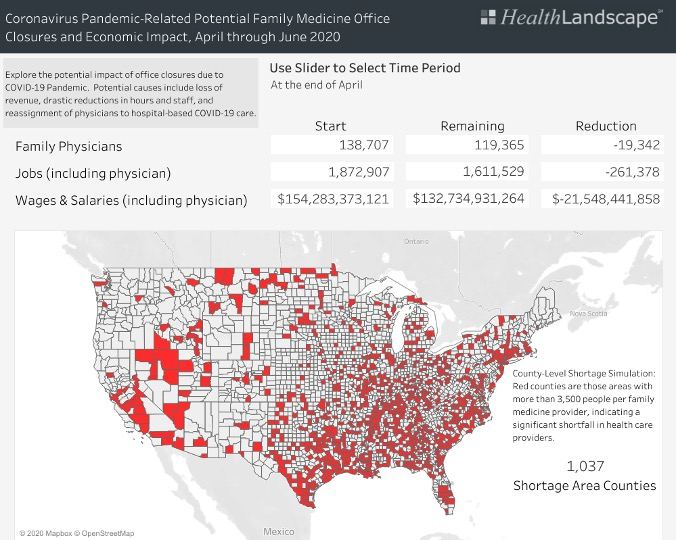 Coronavirus Pandemic-Related Potential Family Medicine Office
Closures and Economic Impact, April through June 2020
HealthLandscape
Explore the potential impact of office closures due to
COVID-19 Pandemic. Potential causes include loss of
revenue, drastic reductions in hours and staff, and
reassignment of physicians to hospital-based COVID-19 care.
Use Slider to Select Time Period
At the end of April
Start Remaining Reduction
Family Physicians 138,707 119,365 -19,342
Jobs (including physician) 1,872,907 1,611,529 -261,378
Wages & Salaries (including physician) $154,283,373,121 $132,734,931,264 $-21,548,441,858
Ontario
Nova Scotia
County-Level Shortage Simulation:
Red counties are those areas with
more than 3,500 people per family
medicine provider, indicating a
significant shortfall in health care
providers.
1,037
Shortage Area Counties
Mexico
© 2020 Mapbox © OpenStreetMap